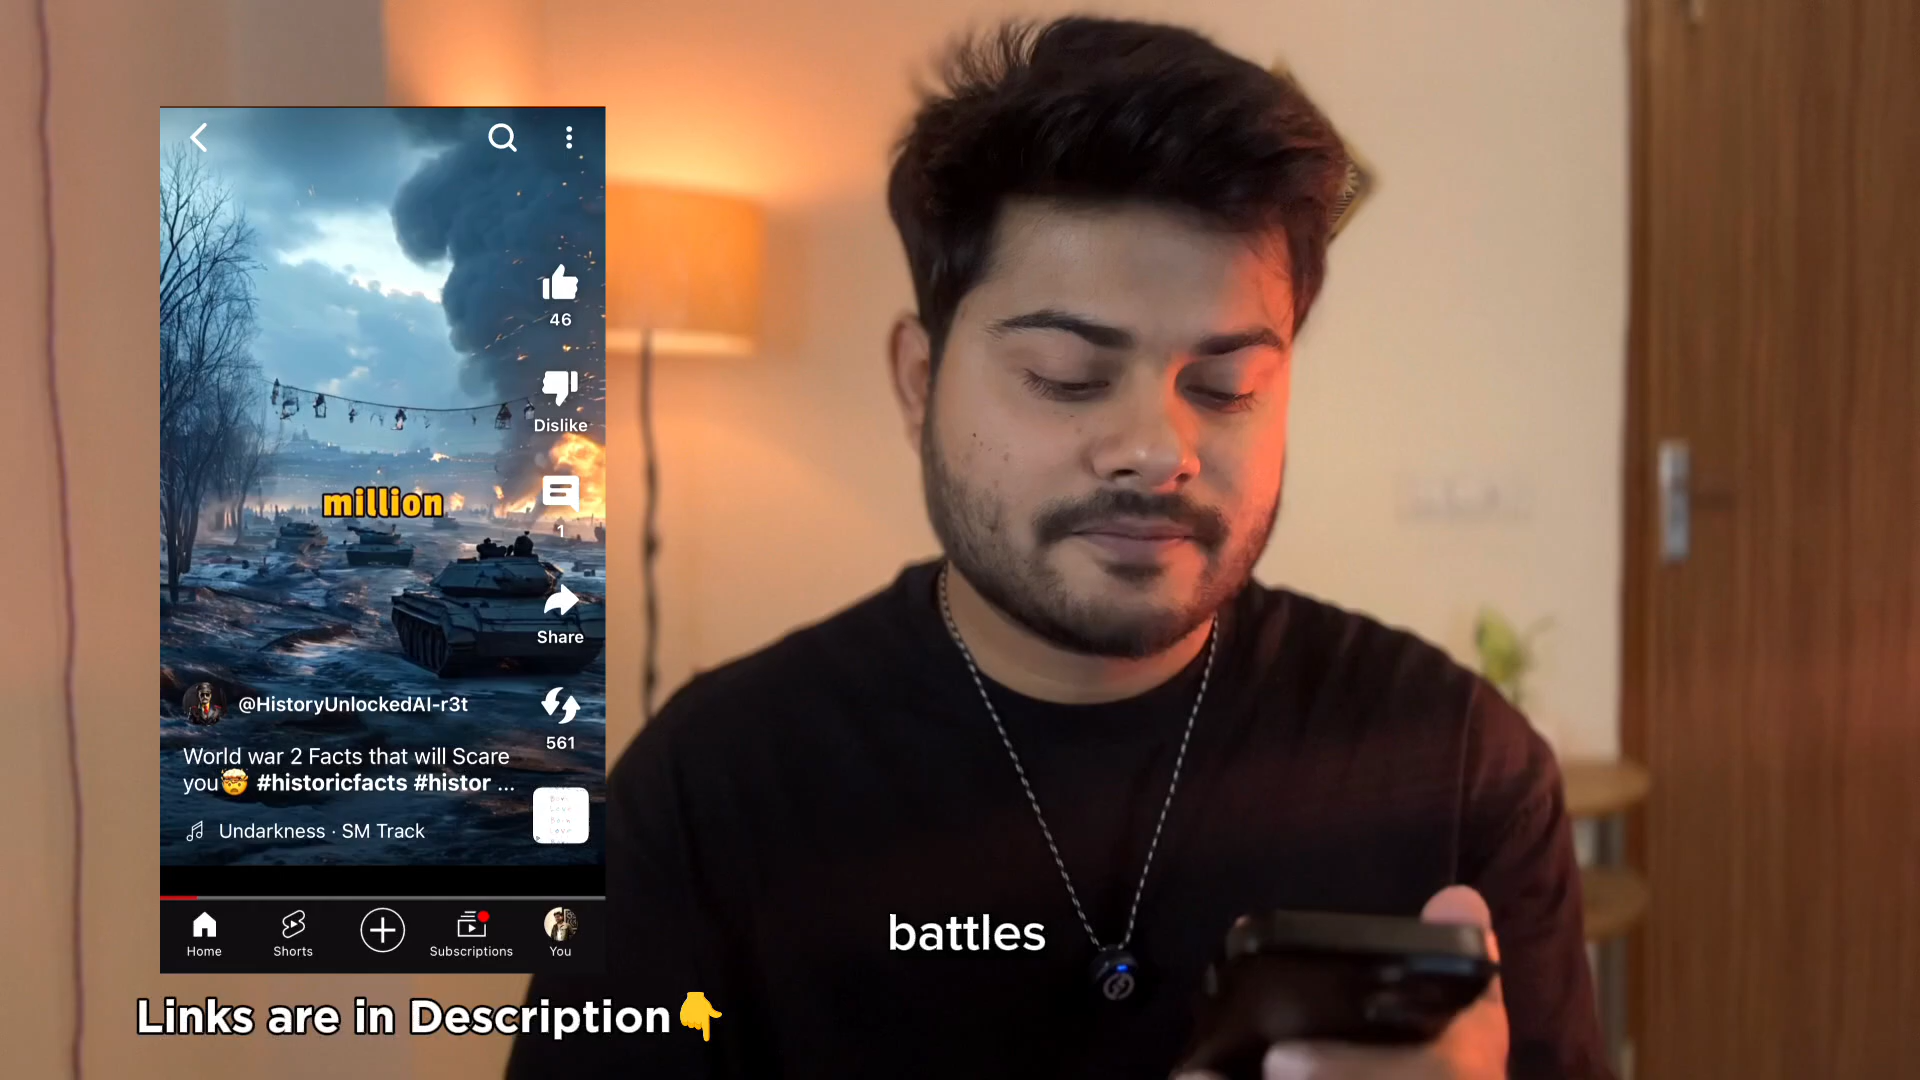 46
Dislike
million
1
Share
@HistoryUnlockedAI-r3t
561
World war 2 Facts that will Scare
you🤯 #historicfacts #histor ...
Undarkness · SM Track
Home
Shorts
Subscriptions
You
battles
Links are in Description👇